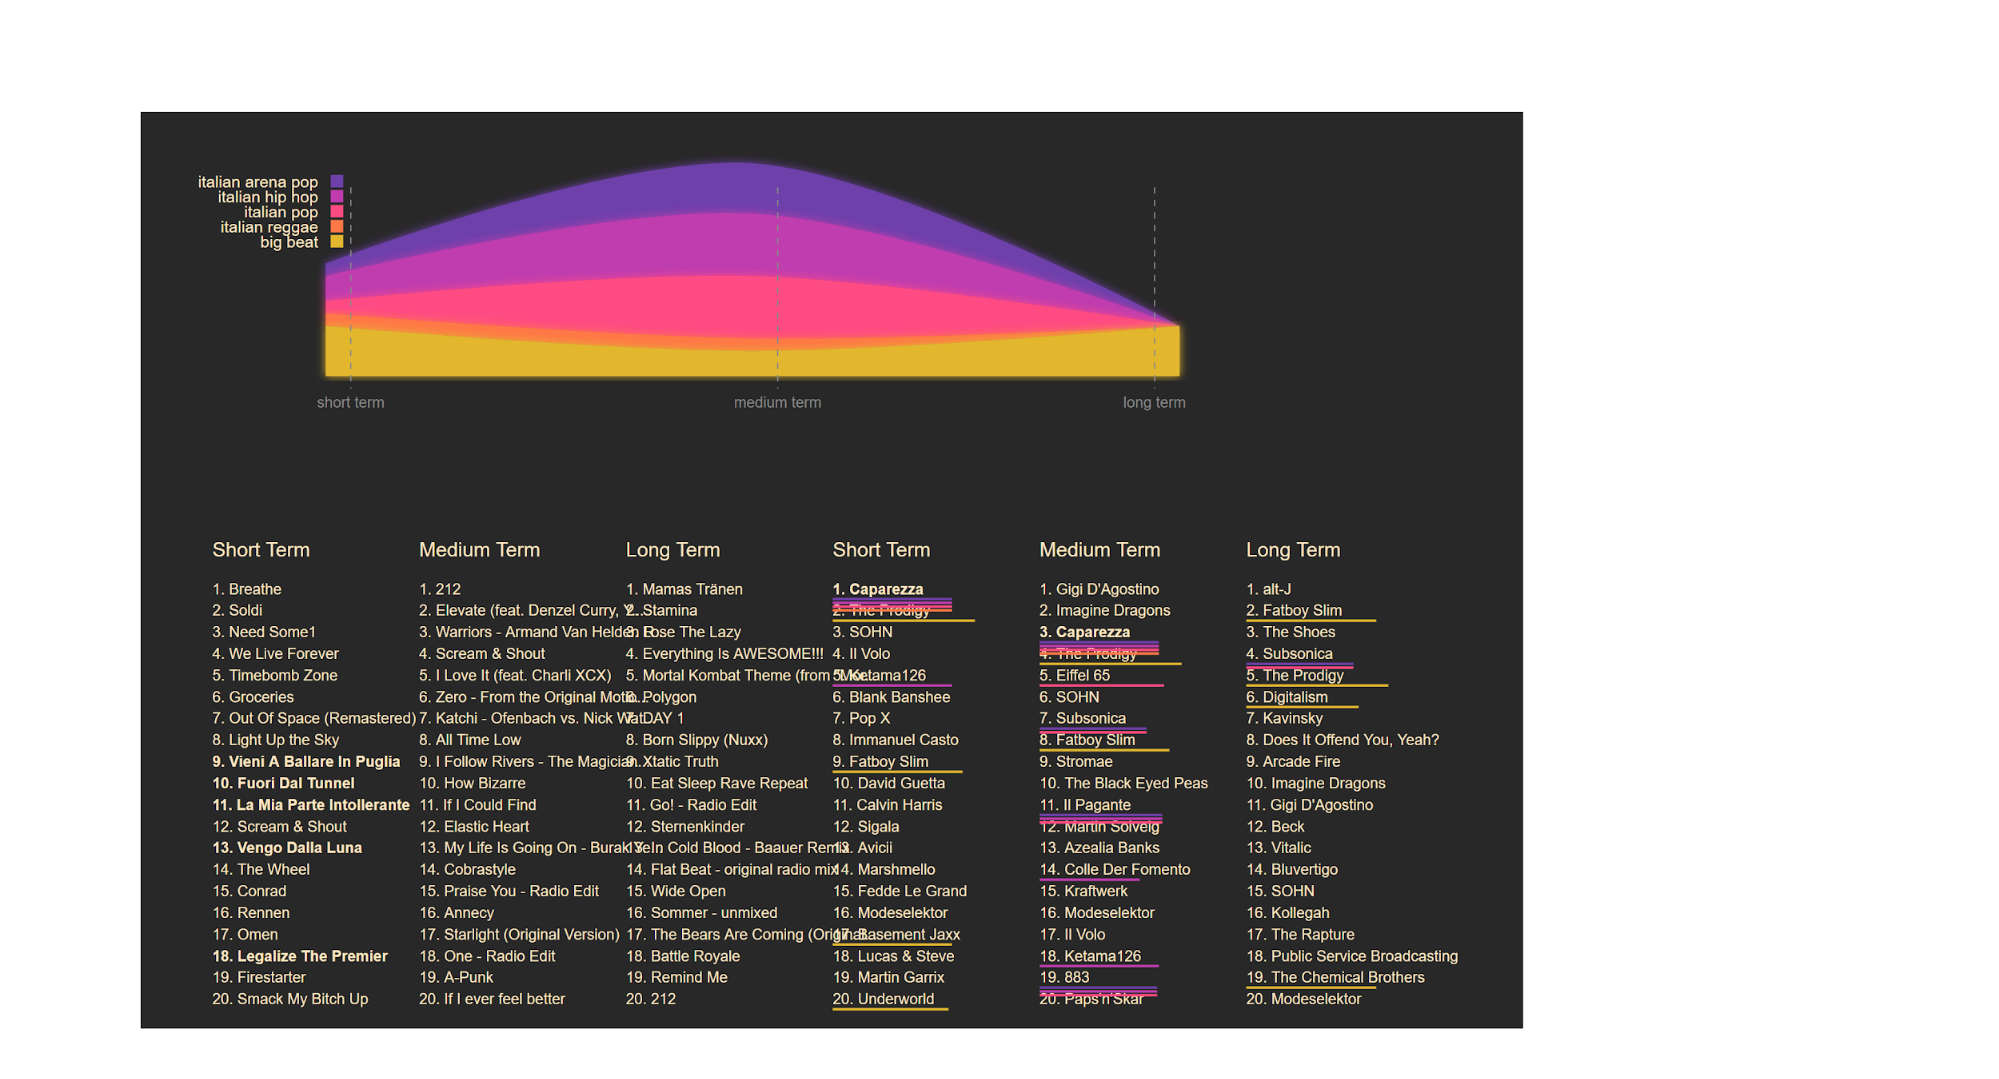 italian arena pop
italian hip hop
italian pop
italian reggae
big beat
short term
medium term
long term
Short Term
1. Breathe
2. Soldi
3. Need Some1
4. We Live Forever
5. Timebomb Zone
6. Groceries
7. Out Of Space (Remastered)
8. Light Up the Sky
9. Vieni A Ballare In Puglia
10. Fuori Dal Tunnel
11. La Mia Parte Intollerante
12. Scream & Shout
13. Vengo Dalla Luna
14. The Wheel
15. Conrad
16. Rennen
17. Omen
18. Legalize The Premier
19. Firestarter
20. Smack My Bitch Up
Medium Term
1. 212
2. Elevate (feat. Denzel Curry, Y...
3. Warriors - Armand Van Helden
4. Scream & Shout
5. I Love It (feat. Charli XCX)
6. Zero - From the Original Motio...
7. Katchi - Ofenbach vs. Nick Wat...
8. All Time Low
9. I Follow Rivers - The Magician...
10. How Bizarre
11. If I Could Find
12. Elastic Heart
13. My Life Is Going On - Burak Ye
14. Cobrastyle
15. Praise You - Radio Edit
16. Annecy
17. Starlight (Original Version)
18. One - Radio Edit
19. A-Punk
20. If I ever feel better
Long Term
1. Mamas Tränen
2. Stamina
3. Lose The Lazy
4. Everything Is AWESOME!!!
5. Mortal Kombat Theme (from "Mor...
6. Polygon
7. DAY 1
8. Born Slippy (Nuxx)
9. Xtatic Truth
10. Eat Sleep Rave Repeat
11. Go! - Radio Edit
12. Sternenkinder
13. In Cold Blood - Baauer Remix
14. Flat Beat - original radio mix
15. Wide Open
16. Sommer - unmixed
17. The Bears Are Coming (Original...
18. Battle Royale
19. Remind Me
20. 212
Short Term
1. Caparezza
2. The Prodigy
3. SOHN
4. Il Volo
5. Ketama126
6. Blank Banshee
7. Pop X
8. Immanuel Casto
9. Fatboy Slim
10. David Guetta
11. Calvin Harris
12. Sigala
13. Avicii
14. Marshmello
15. Fedde Le Grand
16. Modeselektor
17. Basement Jaxx
18. Lucas & Steve
19. Martin Garrix
20. Underworld
Medium Term
1. Gigi D'Agostino
2. Imagine Dragons
3. Caparezza
4. The Prodigy
5. Eiffel 65
6. SOHN
7. Subsonica
8. Fatboy Slim
9. Stromae
10. The Black Eyed Peas
11. Il Pagante
12. Martin Solveig
13. Azealia Banks
14. Colle Der Fomento
15. Kraftwerk
16. Modeselektor
17. Il Volo
18. Ketama126
19. 883
20. Paps'n'Skar
Long Term
1. alt-J
2. Fatboy Slim
3. The Shoes
4. Subsonica
5. The Prodigy
6. Digitalism
7. Kavinsky
8. Does It Offend You, Yeah?
9. Arcade Fire
10. Imagine Dragons
11. Gigi D'Agostino
12. Beck
13. Vitalic
14. Bluvertigo
15. SOHN
16. Kollegah
17. The Rapture
18. Public Service Broadcasting
19. The Chemical Brothers
20. Modeselektor